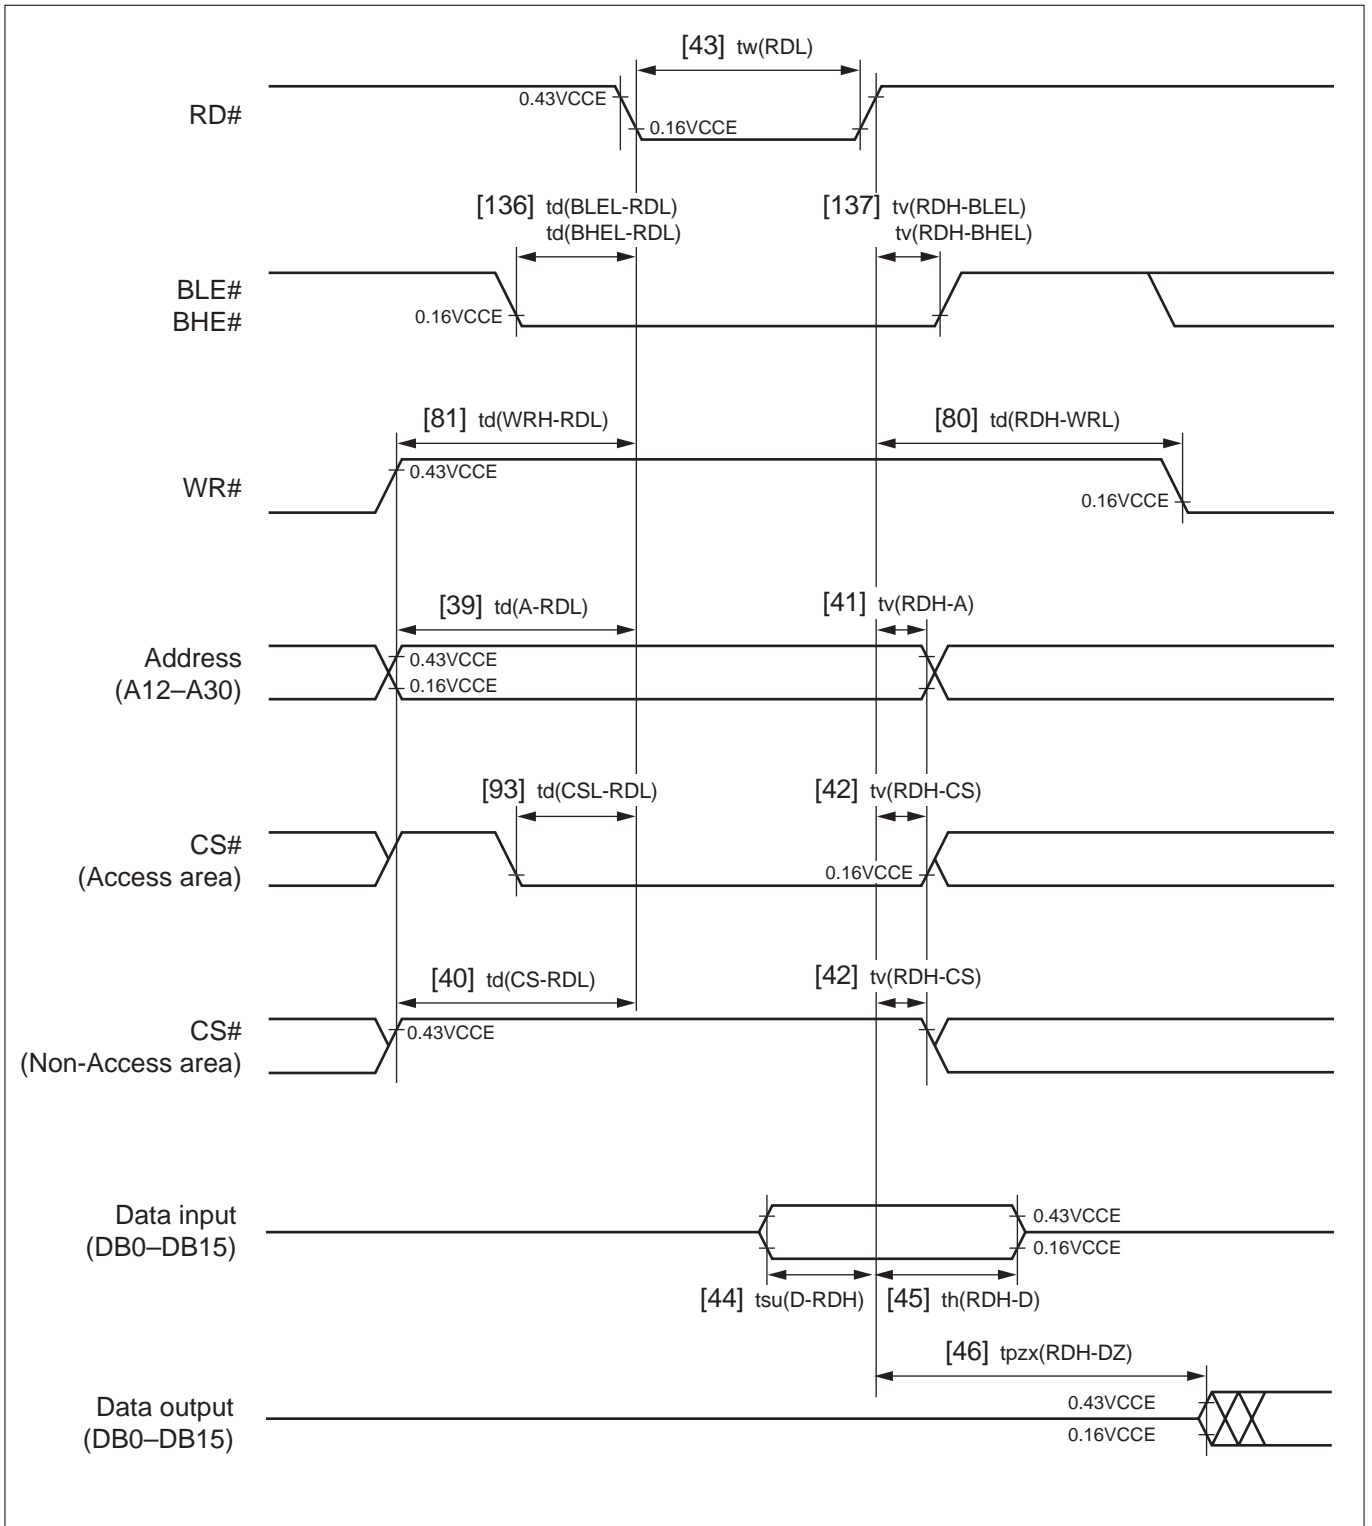 [43] tw(RDL)
RD#
0.43VCCE
0.16VCCE
[136] td(BLEL-RDL)
td(BHEL-RDL)
[137] tv(RDH-BLEL)
tv(RDH-BHEL)
BLE#
BHE#
0.16VCCE
[81] td(WRH-RDL)
[80] td(RDH-WRL)
WR#
0.43VCCE
0.16VCCE
[39] td(A-RDL)
[41] tv(RDH-A)
Address
(A12–A30)
0.43VCCE
0.16VCCE
[93] td(CSL-RDL)
[42] tv(RDH-CS)
CS#
(Access area)
0.16VCCE
[40] td(CS-RDL)
[42] tv(RDH-CS)
CS#
(Non-Access area)
0.43VCCE
Data input
(DB0–DB15)
0.43VCCE
0.16VCCE
[44] tsu(D-RDH)
[45] th(RDH-D)
[46] tpzx(RDH-DZ)
Data output
(DB0–DB15)
0.43VCCE
0.16VCCE